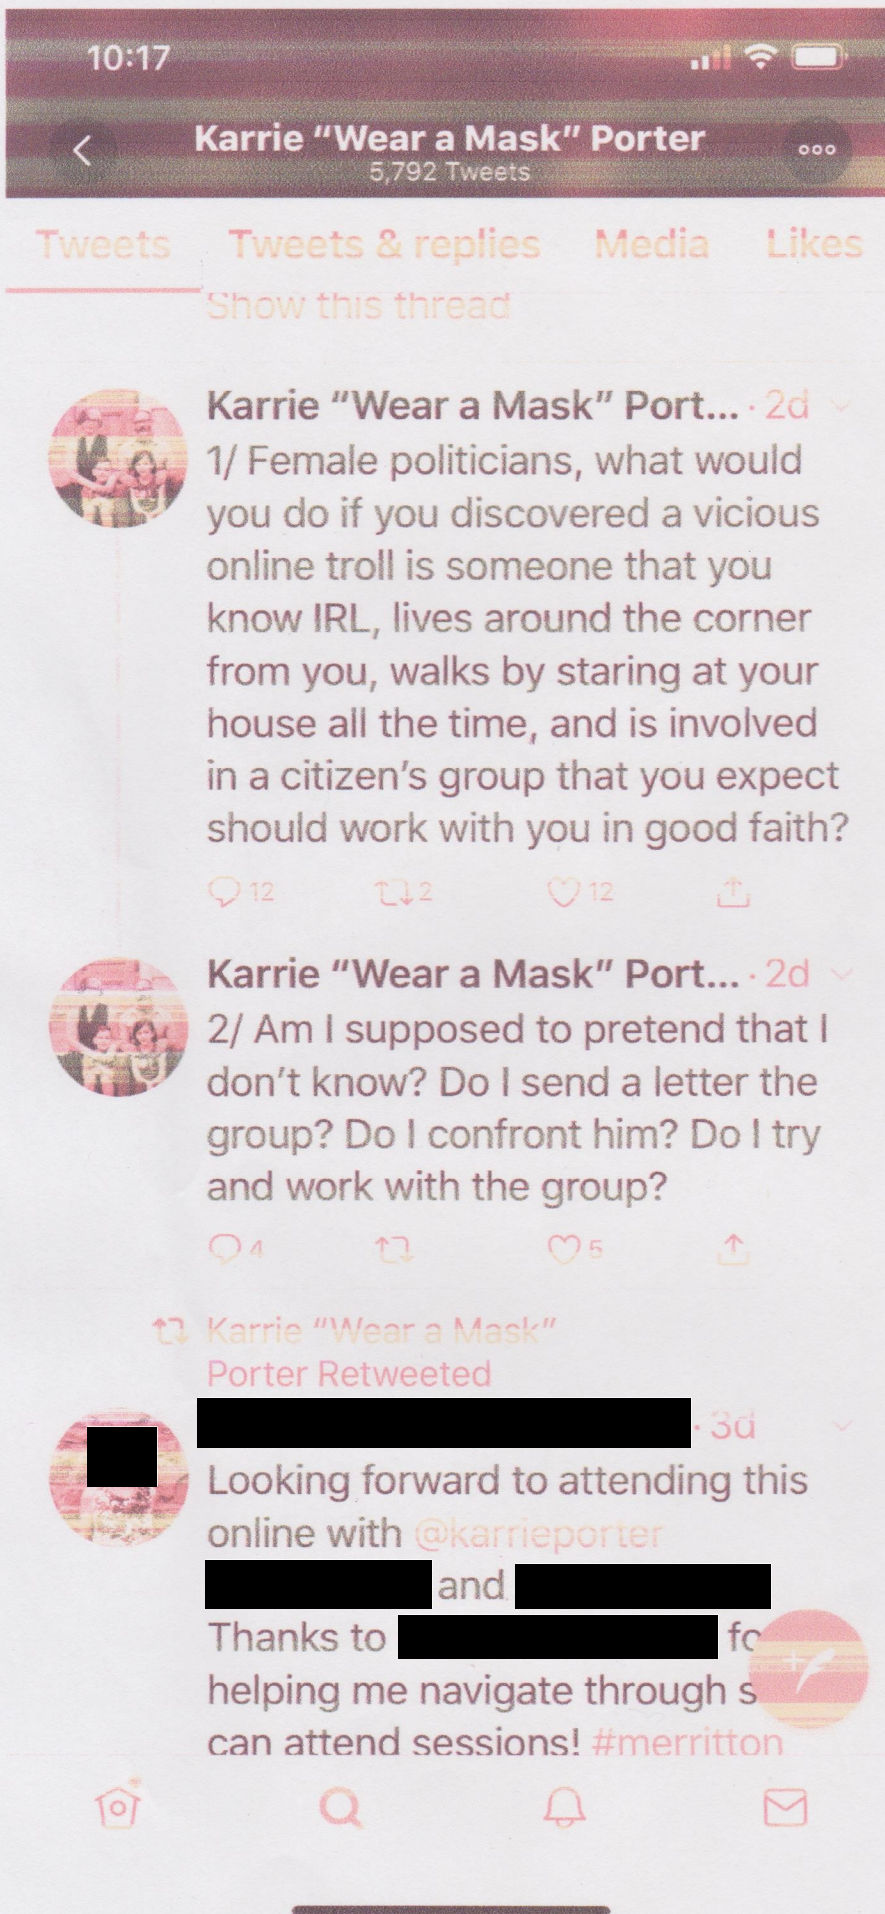 10:17
Karrie “Wear a Mask” Porter
5,792 Tweets
Tweets Tweets & replies Media Likes
Show this thread
Karrie “Wear a Mask” Port... · 2d
1/ Female politicians, what would
you do if you discovered a vicious
online troll is someone that you
know IRL, lives around the corner
from you, walks by staring at your
house all the time, and is involved
in a citizen’s group that you expect
should work with you in good faith?
12 2 12
Karrie “Wear a Mask” Port... · 2d
2/ Am I supposed to pretend that I
don’t know? Do I send a letter the
group? Do I confront him? Do I try
and work with the group?
4 5
Karrie “Wear a Mask”
Porter Retweeted
· 3d
Looking forward to attending this
online with @karrieporter
and
Thanks to fo
helping me navigate through s
can attend sessions! #merritton